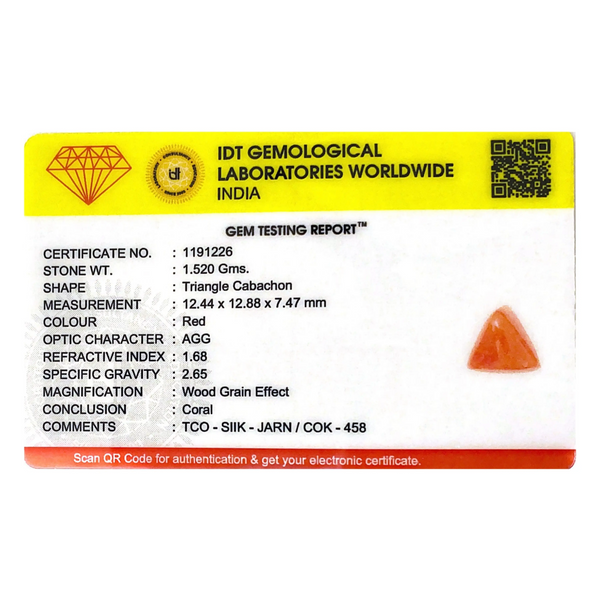 IDT GEMOLOGICAL
LABORATORIES WORLDWIDE
INDIA
idt
GEM TESTING REPORT™
CERTIFICATE NO. : 1191226
STONE WT. : 1.520 Gms.
SHAPE : Triangle Cabachon
MEASUREMENT : 12.44 x 12.88 x 7.47 mm
COLOUR : Red
OPTIC CHARACTER : AGG
REFRACTIVE INDEX : 1.68
SPECIFIC GRAVITY : 2.65
MAGNIFICATION : Wood Grain Effect
CONCLUSION : Coral
COMMENTS : TCO - SIIK - JARN / COK - 458
Scan QR Code for authentication & get your electronic certificate.